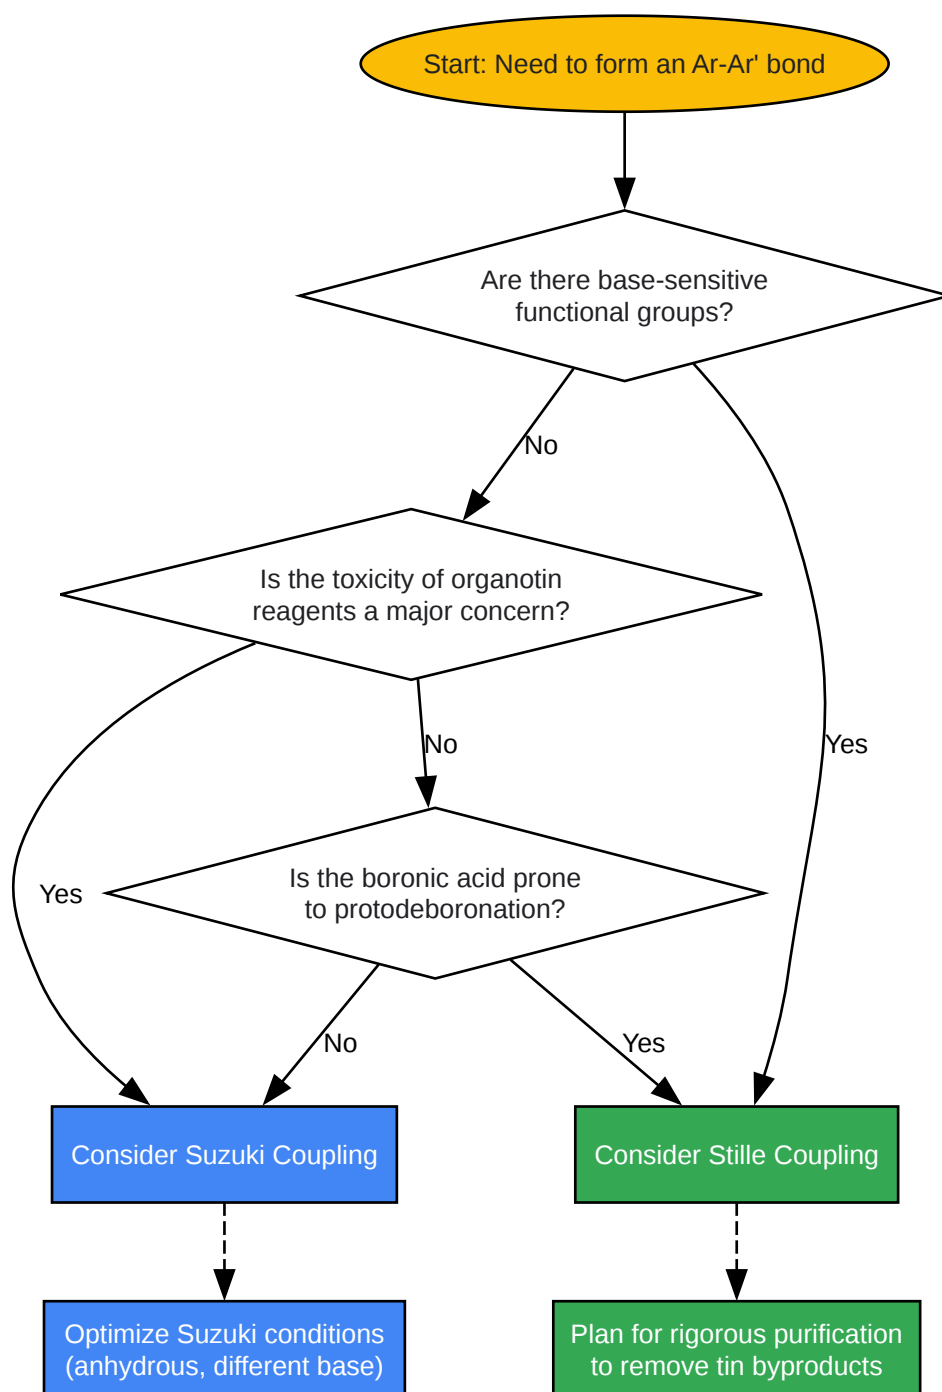 Start: Need to form an Ar-Ar' bond
Are there base-sensitive
functional groups?
No
Is the toxicity of organotin
reagents a major concern?
No
Yes
Is the boronic acid prone
to protodeboronation?
Yes
No
Yes
Consider Suzuki Coupling
Consider Stille Coupling
Optimize Suzuki conditions
(anhydrous, different base)
Plan for rigorous purification
to remove tin byproducts